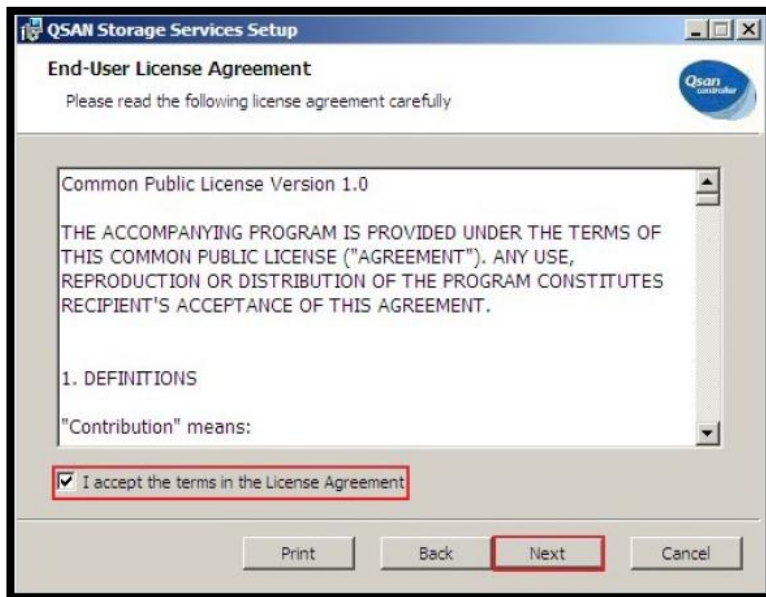 QSAN Storage Services Setup
End-User License Agreement
Please read the following license agreement carefully
Qsan
controller
Common Public License Version 1.0
THE ACCOMPANYING PROGRAM IS PROVIDED UNDER THE TERMS OF
THIS COMMON PUBLIC LICENSE ("AGREEMENT"). ANY USE,
REPRODUCTION OR DISTRIBUTION OF THE PROGRAM CONSTITUTES
RECIPIENT'S ACCEPTANCE OF THIS AGREEMENT.
1. DEFINITIONS
"Contribution" means:
I accept the terms in the License Agreement
Print Back Next Cancel